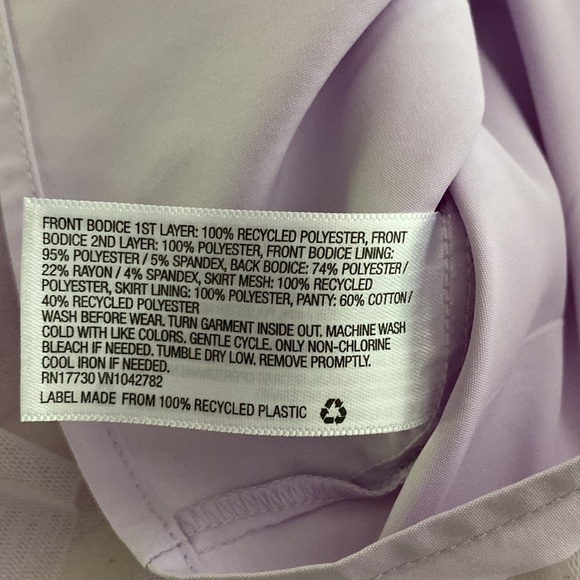 FRONT BODICE 1ST LAYER: 100% RECYCLED POLYESTER, FRONT
BODICE 2ND LAYER: 100% POLYESTER, FRONT BODICE LINING:
95% POLYESTER / 5% SPANDEX, BACK BODICE: 74% POLYESTER /
22% RAYON / 4% SPANDEX, SKIRT MESH: 100% RECYCLED
POLYESTER, SKIRT LINING: 100% POLYESTER, PANTY: 60% COTTON /
40% RECYCLED POLYESTER
WASH BEFORE WEAR. TURN GARMENT INSIDE OUT. MACHINE WASH
COLD WITH LIKE COLORS. GENTLE CYCLE. ONLY NON-CHLORINE
BLEACH IF NEEDED. TUMBLE DRY LOW. REMOVE PROMPTLY.
COOL IRON IF NEEDED.
RN17730 VN1042782
LABEL MADE FROM 100% RECYCLED PLASTIC